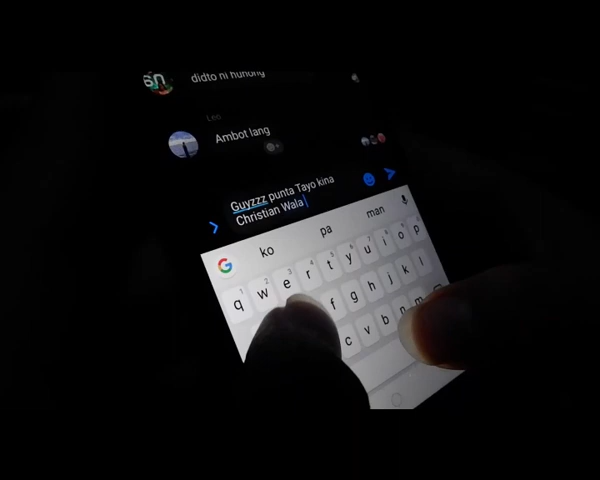 didto ni hunong
Leo
Ambot lang
Guyzzz punta Tayo kina
Christian Wala
ko pa man
q w e r t y u i o p
f g h j k l
c v b n m